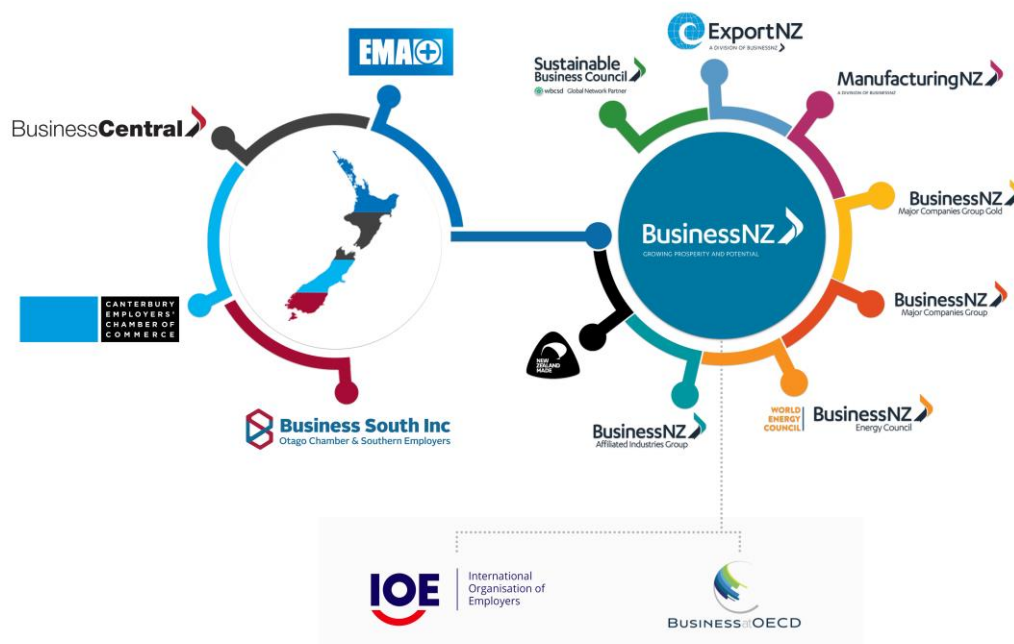 EMA
ExportNZ
A DIVISION OF BUSINESSNZ
Sustainable
Business Council
wbcsd Global Network Partner
ManufacturingNZ
A DIVISION OF BUSINESSNZ
BusinessCentral
BusinessNZ
Major Companies Group Gold
BusinessNZ
GROWING PROSPERITY AND POTENTIAL
CANTERBURY
EMPLOYERS'
CHAMBER OF
COMMERCE
BusinessNZ
Major Companies Group
NEW
ZEALAND
MADE
Business South Inc
Otago Chamber & Southern Employers
BusinessNZ
Affiliated Industries Group
WORLD
ENERGY
COUNCIL
BusinessNZ
Energy Council
IOE
International
Organisation of
Employers
BUSINESSatOECD